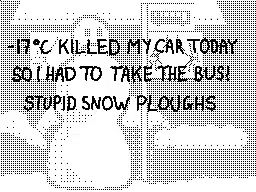 -17°C KILLED MY CAR TODAY
SO I HAD TO TAKE THE BUS!
STUPID SNOW PLOUGHS